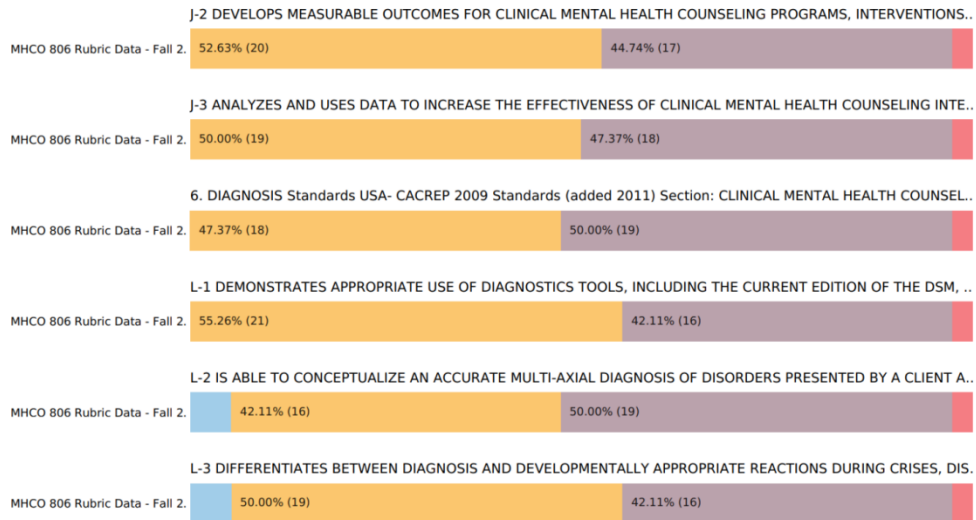 J-2 DEVELOPS MEASURABLE OUTCOMES FOR CLINICAL MENTAL HEALTH COUNSELING PROGRAMS, INTERVENTIONS..
MHCO 806 Rubric Data - Fall 2. 52.63% (20) 44.74% (17)
J-3 ANALYZES AND USES DATA TO INCREASE THE EFFECTIVENESS OF CLINICAL MENTAL HEALTH COUNSELING INTE..
MHCO 806 Rubric Data - Fall 2. 50.00% (19) 47.37% (18)
6. DIAGNOSIS Standards USA- CACREP 2009 Standards (added 2011) Section: CLINICAL MENTAL HEALTH COUNSEL..
MHCO 806 Rubric Data - Fall 2. 47.37% (18) 50.00% (19)
L-1 DEMONSTRATES APPROPRIATE USE OF DIAGNOSTICS TOOLS, INCLUDING THE CURRENT EDITION OF THE DSM, ..
MHCO 806 Rubric Data - Fall 2. 55.26% (21) 42.11% (16)
L-2 IS ABLE TO CONCEPTUALIZE AN ACCURATE MULTI-AXIAL DIAGNOSIS OF DISORDERS PRESENTED BY A CLIENT A..
MHCO 806 Rubric Data - Fall 2. 42.11% (16) 50.00% (19)
L-3 DIFFERENTIATES BETWEEN DIAGNOSIS AND DEVELOPMENTALLY APPROPRIATE REACTIONS DURING CRISES, DIS.
MHCO 806 Rubric Data - Fall 2. 50.00% (19) 42.11% (16)